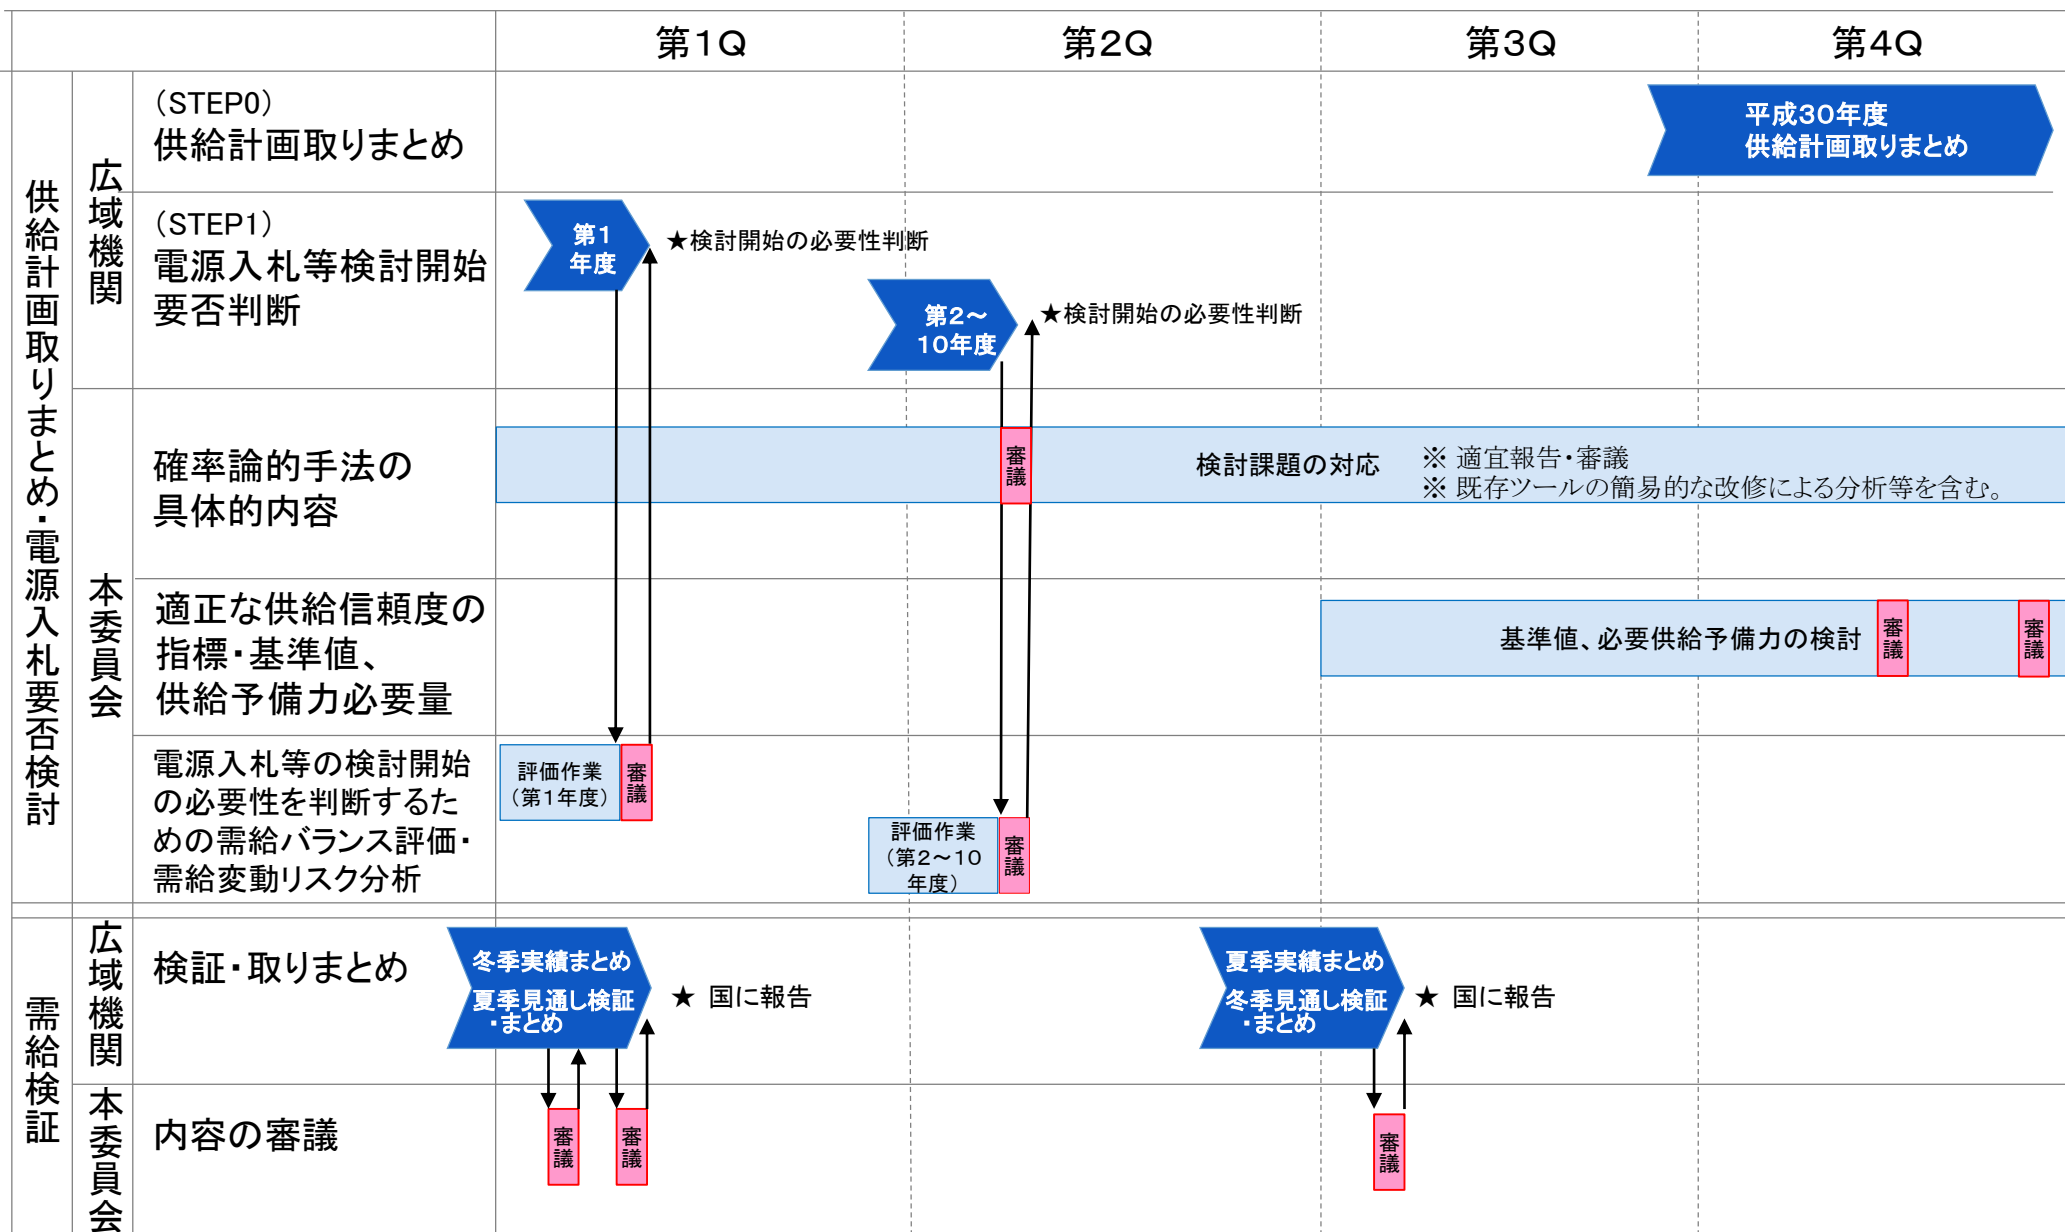 第１Ｑ
第２Ｑ
第３Ｑ
第４Ｑ
供給計画取りまとめ・電源入札要否検討
広域機関
（STEP0）
供給計画取りまとめ
平成３０年度
供給計画取りまとめ
（STEP1）
電源入札等検討開始
要否判断
第１
年度
★検討開始の必要性判断
第２～
１０年度
★検討開始の必要性判断
本委員会
確率論的手法の
具体的内容
審議
検討課題の対応
※ 適宜報告・審議
※ 既存ツールの簡易的な改修による分析等を含む。
適正な供給信頼度の
指標・基準値、
供給予備力必要量
基準値、必要供給予備力の検討
審議
審議
電源入札等の検討開始
の必要性を判断するた
めの需給バランス評価・
需給変動リスク分析
評価作業
（第１年度）
審議
評価作業
（第２～１０
年度）
審議
需給検証
広域機関
検証・取りまとめ
冬季実績まとめ
夏季見通し検証
・まとめ
★ 国に報告
夏季実績まとめ
冬季見通し検証
・まとめ
★ 国に報告
本委員会
内容の審議
審議
審議
審議